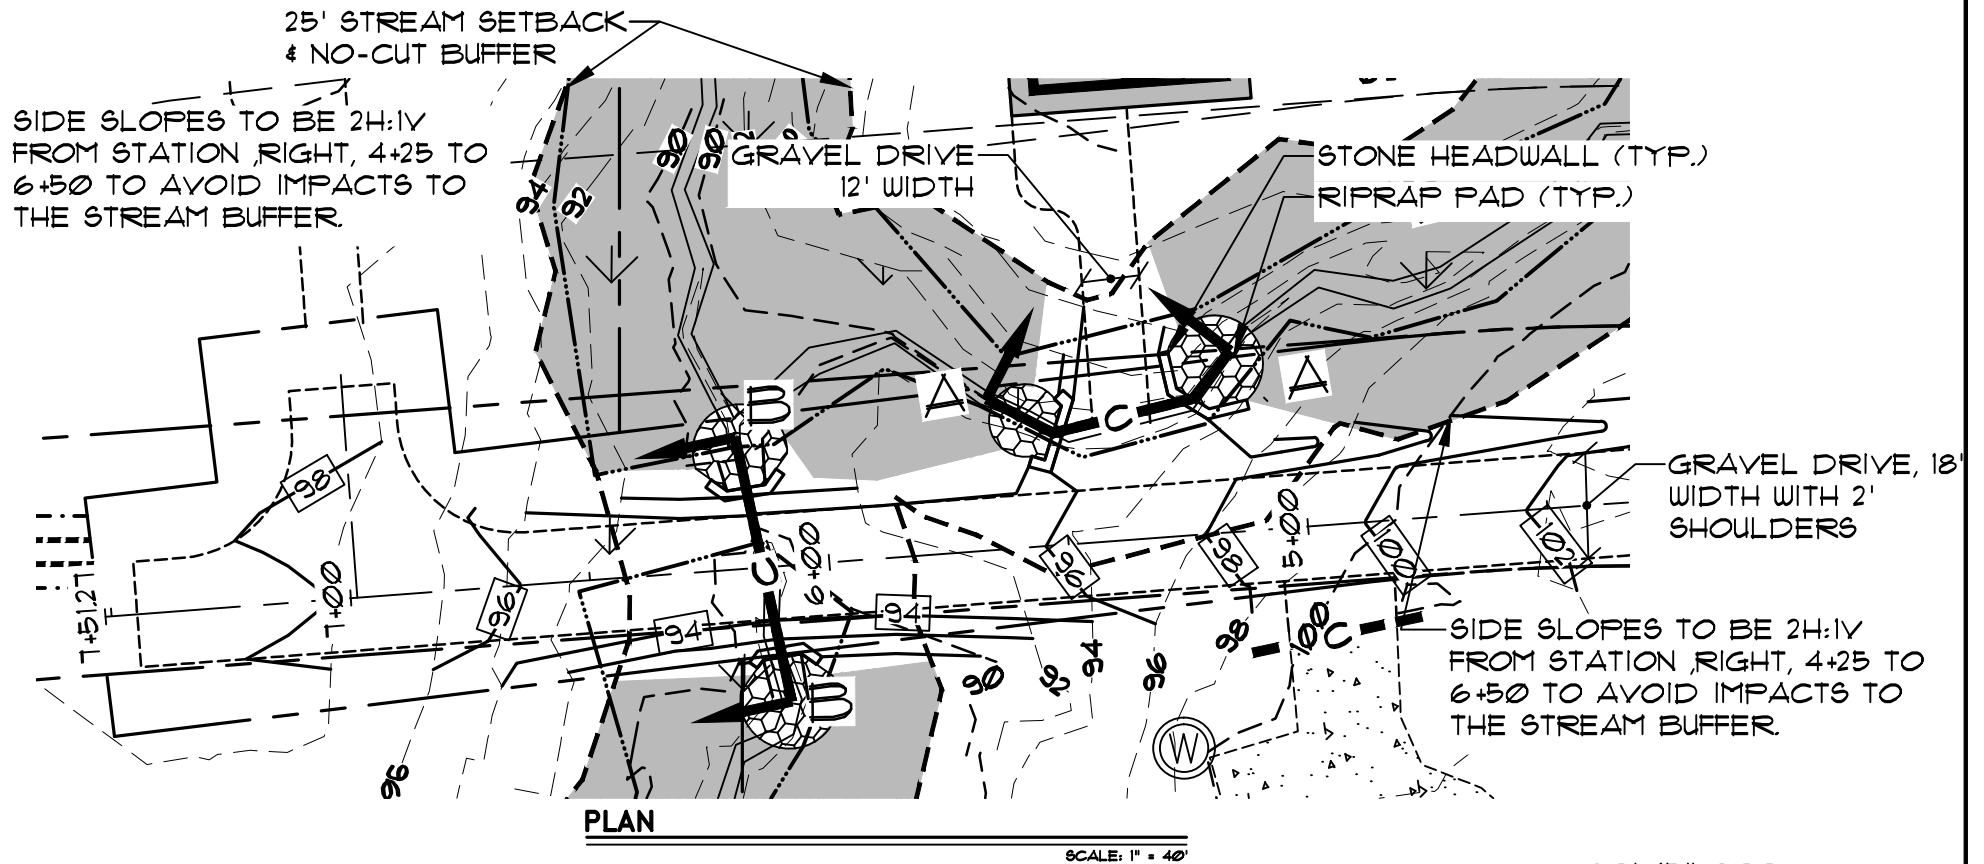 25' STREAM SETBACK
& NO-CUT BUFFER
SIDE SLOPES TO BE 2H:1V
FROM STATION ,RIGHT, 4+25 TO
6+50 TO AVOID IMPACTS TO
THE STREAM BUFFER.
90
90
94
92
GRAVEL DRIVE
12' WIDTH
STONE HEADWALL (TYP.)
RIPRAP PAD (TYP.)
B
A
C
A
98
GRAVEL DRIVE, 18'
WIDTH WITH 2'
SHOULDERS
7+51.27
7+00
96
94
C
6+00
94
96
98
5+00
100
102
B
90
92
94
96
98
100
C
SIDE SLOPES TO BE 2H:1V
FROM STATION ,RIGHT, 4+25 TO
6+50 TO AVOID IMPACTS TO
THE STREAM BUFFER.
W
96
PLAN
SCALE: 1" = 40'